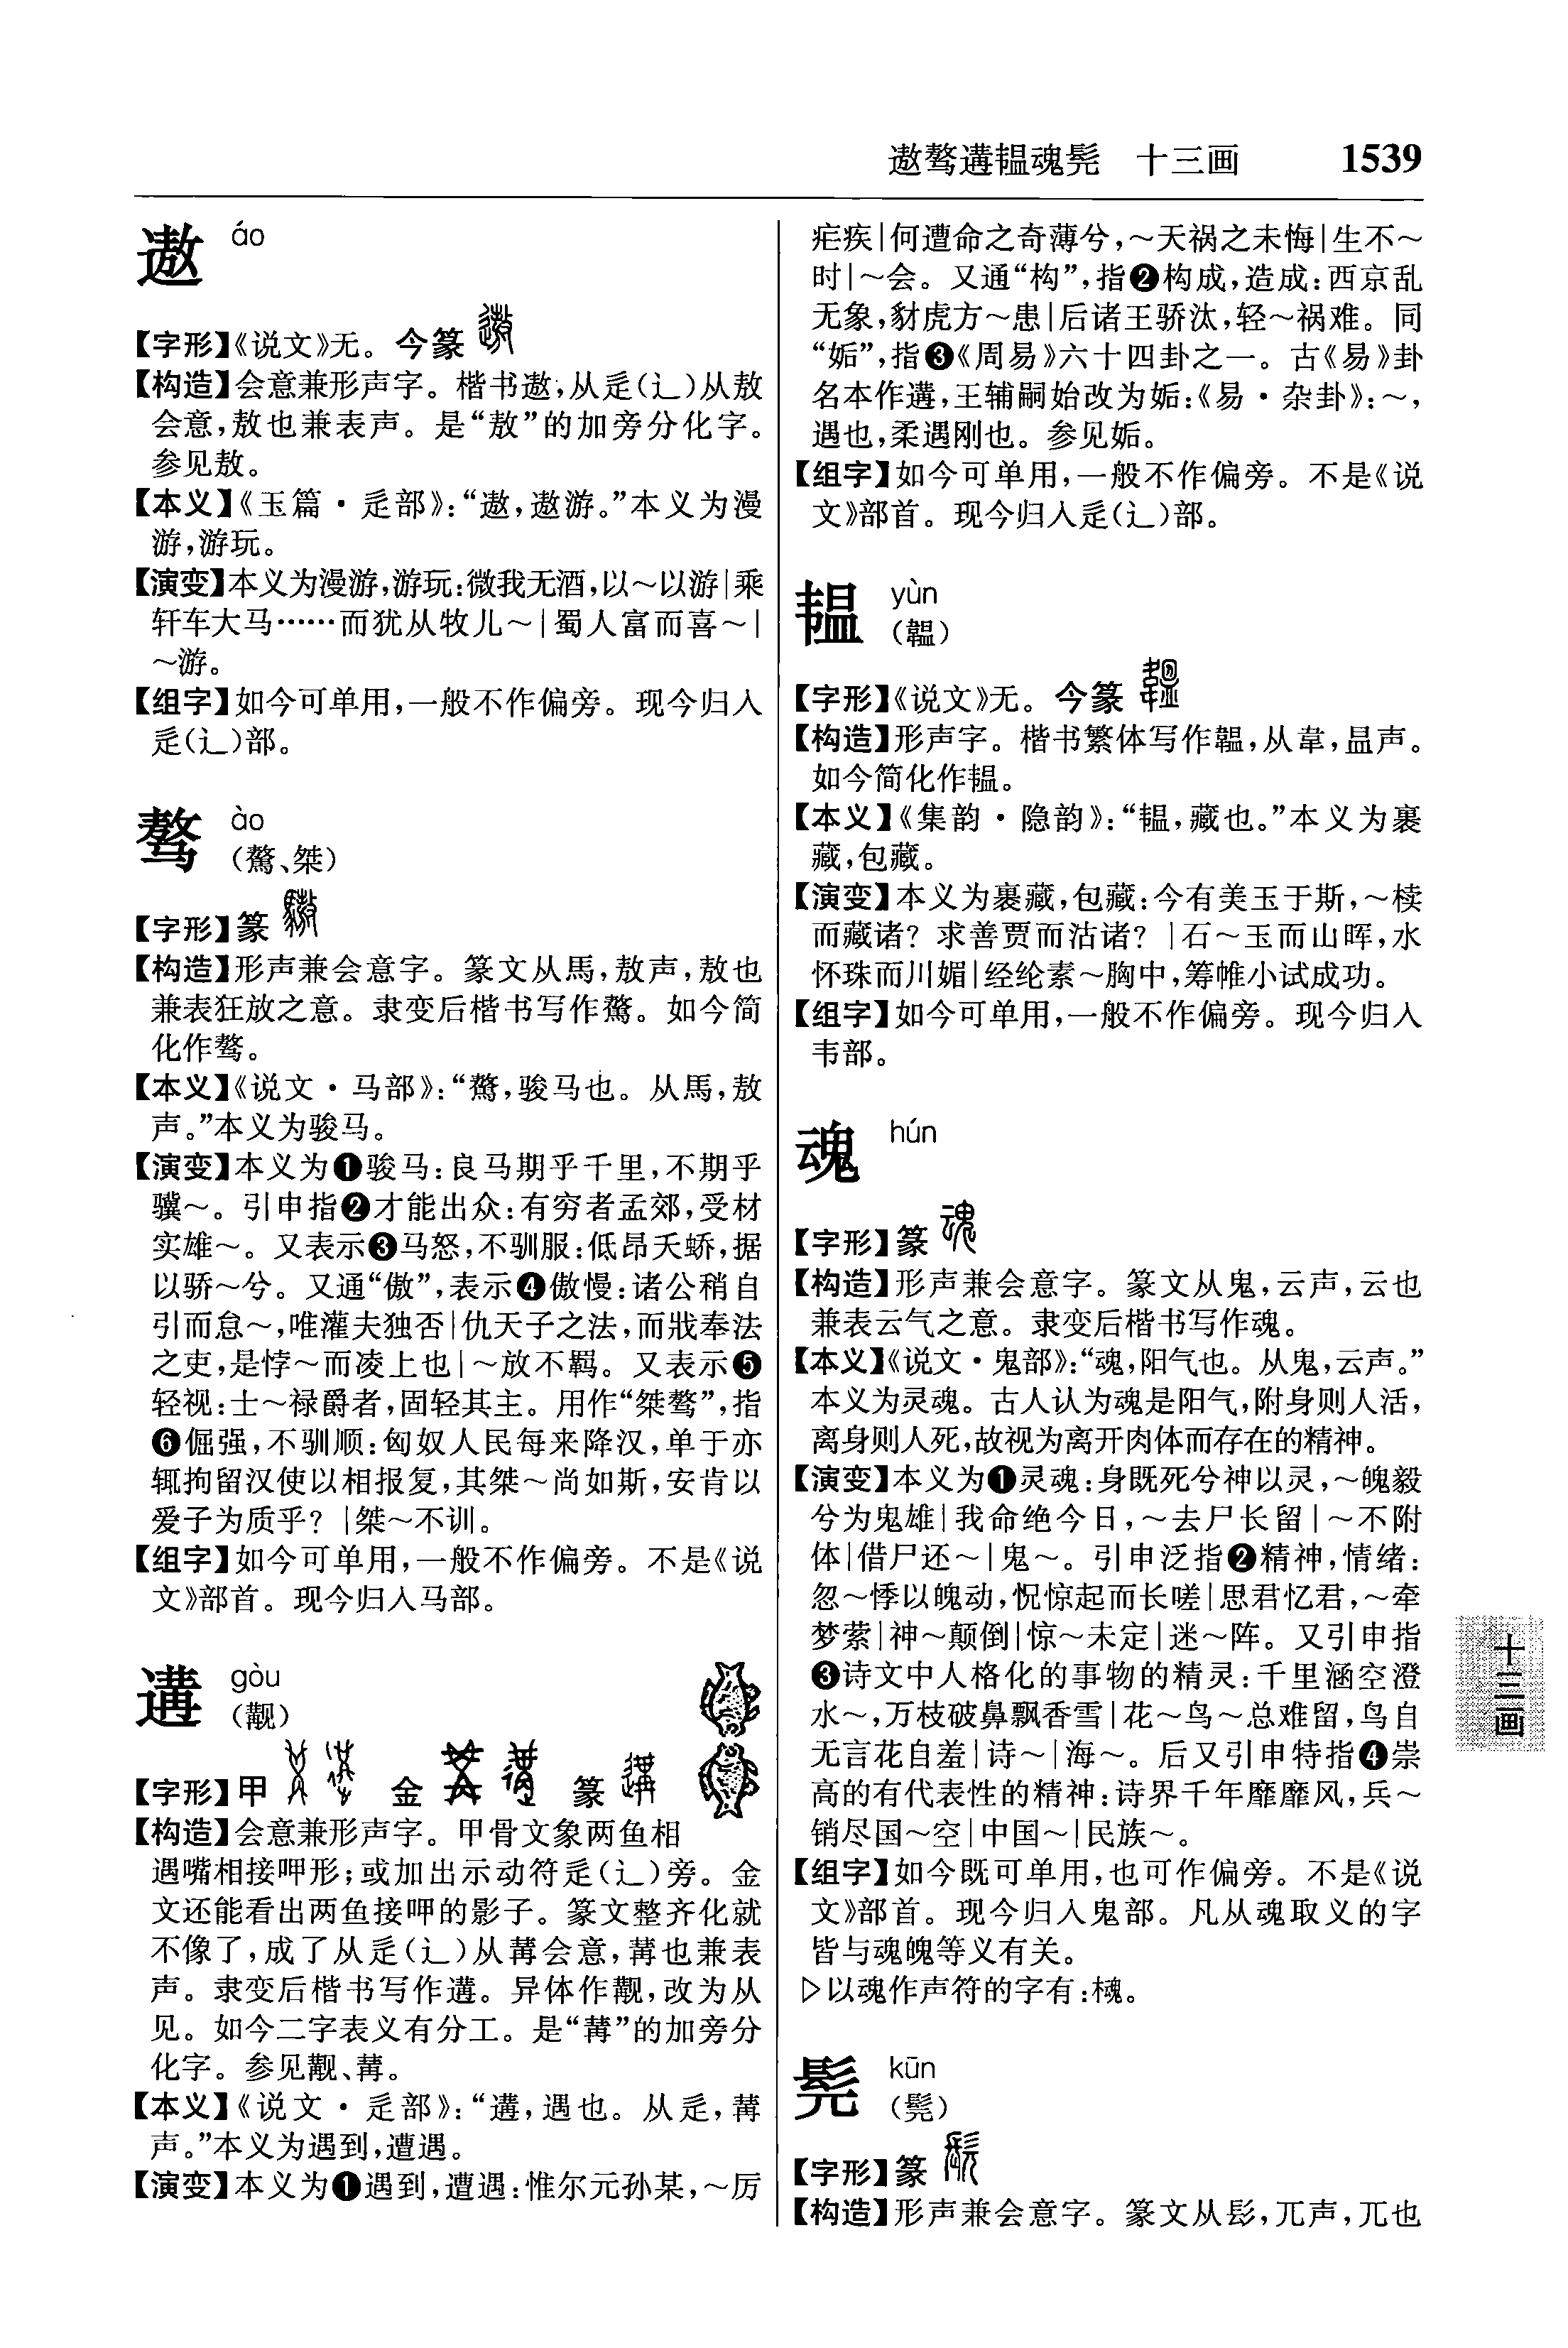 遨骜遘韫魂髡 十三画 1539
遨 áo
【字形】《说文》无。今篆
【构造】会意兼形声字。楷书遨,从辵(辶)从敖
会意,敖也兼表声。是“敖”的加旁分化字。
参见敖。
【本义】《玉篇·辵部》:“遨,遨游。”本义为漫
游,游玩。
【演变】本义为漫游,游玩:微我无酒,以~以游|乘
轩车大马……而犹从牧儿~|蜀人富而喜~|
~游。
【组字】如今可单用,一般不作偏旁。现今归入
辵(辶)部。
骜 ào
(驁、桀)
【字形】篆
【构造】形声兼会意字。篆文从馬,敖声,敖也
兼表狂放之意。隶变后楷书写作驁。如今简
化作骜。
【本义】《说文·马部》:“驁,骏马也。从馬,敖
声。”本义为骏马。
【演变】本义为❶骏马:良马期乎千里,不期乎
骥~。引申指❷才能出众:有穷者孟郊,受材
实雄~。又表示❸马怒,不驯服:低昂夭蟜,据
以骄~兮。又通“傲”,表示❹傲慢:诸公稍自
引而怠~,唯灌夫独否|仇天子之法,而戕奉法
之吏,是悖~而凌上也|~放不羁。又表示❺
轻视:士~禄爵者,固轻其主。用作“桀骜”,指
❻倔强,不驯顺:匈奴人民每来降汉,单于亦
辄拘留汉使以相报复,其桀~尚如斯,安肯以
爱子为质乎?|桀~不训。
【组字】如今可单用,一般不作偏旁。不是《说
文》部首。现今归入马部。
遘 gòu
(觏)
【字形】甲 金 篆
【构造】会意兼形声字。甲骨文象两鱼相
遇嘴相接呷形;或加出示动符辵(辶)旁。金
文还能看出两鱼接呷的影子。篆文整齐化就
不像了,成了从辵(辶)从冓会意,冓也兼表
声。隶变后楷书写作遘。异体作觏,改为从
见。如今二字表义有分工。是“冓”的加旁分
化字。参见觏、冓。
【本义】《说文·辵部》:“遘,遇也。从辵,冓
声。”本义为遇到,遭遇。
【演变】本义为❶遇到,遭遇:惟尔元孙某,~厉
疟疾|何遭命之奇薄兮,~天祸之未悔|生不~
时|~会。又通“构”,指❷构成,造成:西京乱
无象,豺虎方~患|后诸王骄汰,轻~祸难。同
“姤”,指❸《周易》六十四卦之一。古《易》卦
名本作遘,王辅嗣始改为姤:《易·杂卦》:~,
遇也,柔遇刚也。参见姤。
【组字】如今可单用,一般不作偏旁。不是《说
文》部首。现今归入辵(辶)部。
韫 yùn
(韞)
【字形】《说文》无。今篆
【构造】形声字。楷书繁体写作韞,从韋,昷声。
如今简化作韫。
【本义】《集韵·隐韵》:“韫,藏也。”本义为裹
藏,包藏。
【演变】本义为裹藏,包藏:今有美玉于斯,~椟
而藏诸?求善贾而沽诸?|石~玉而山晖,水
怀珠而川媚|经纶素~胸中,筹帷小试成功。
【组字】如今可单用,一般不作偏旁。现今归入
韦部。
魂 hún
【字形】篆
【构造】形声兼会意字。篆文从鬼,云声,云也
兼表云气之意。隶变后楷书写作魂。
【本义】《说文·鬼部》:“魂,阳气也。从鬼,云声。”
本义为灵魂。古人认为魂是阳气,附身则人活,
离身则人死,故视为离开肉体而存在的精神。
【演变】本义为❶灵魂:身既死兮神以灵,~魄毅
兮为鬼雄|我命绝今日,~去尸长留|~不附
体|借尸还~|鬼~。引申泛指❷精神,情绪:
忽~悸以魄动,怳惊起而长嗟|思君忆君,~牵
梦萦|神~颠倒|惊~未定|迷~阵。又引申指
❸诗文中人格化的事物的精灵:千里涵空澄
水~,万枝破鼻飘香雪|花~鸟~总难留,鸟自
无言花自羞|诗~|海~。后又引申特指❹崇
高的有代表性的精神:诗界千年靡靡风,兵~
销尽国~空|中国~|民族~。
【组字】如今既可单用,也可作偏旁。不是《说
文》部首。现今归入鬼部。凡从魂取义的字
皆与魂魄等义有关。
▷以魂作声符的字有:櫆。
髡 kūn
(髠)
【字形】篆
【构造】形声兼会意字。篆文从髟,兀声,兀也
十三画